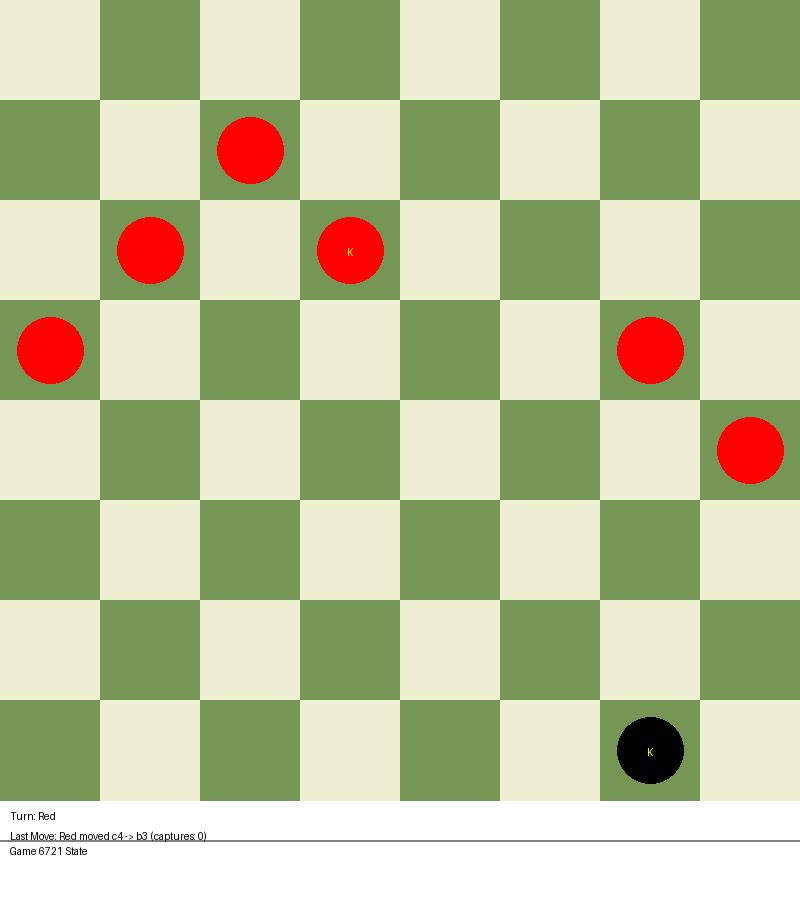 K
K
Turn: Red
Last Move: Red moved c4 -> b3 (captures: 0)
Game 6721 State